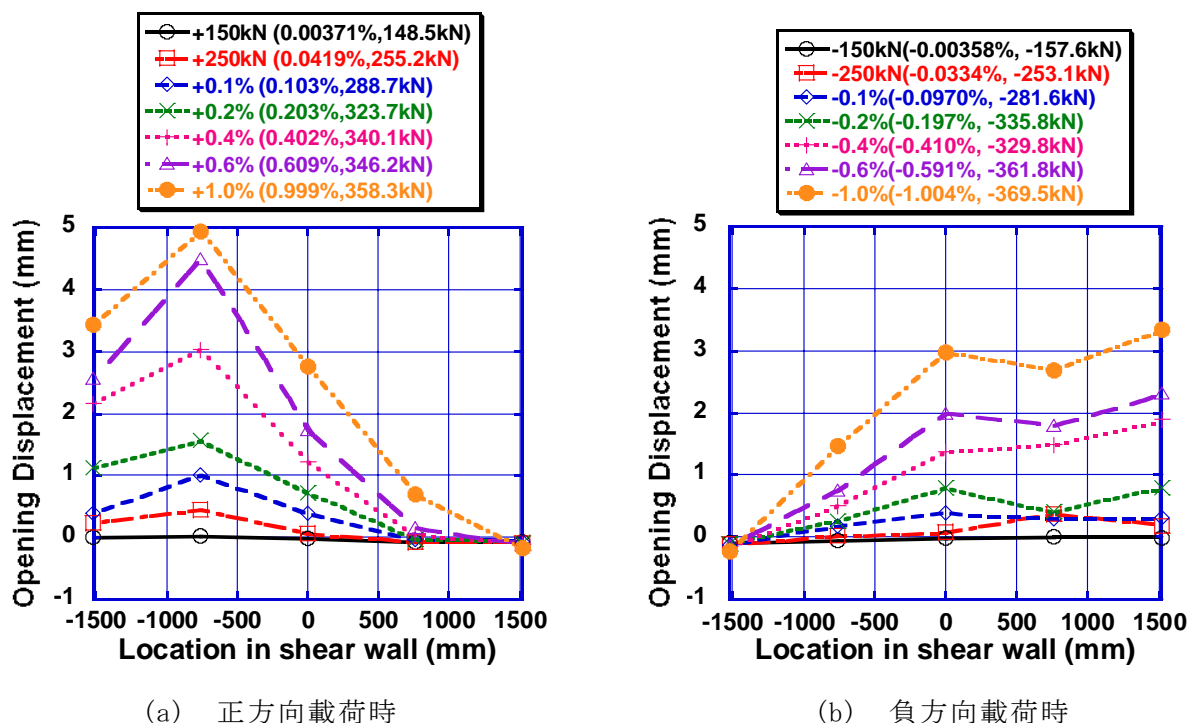 +150kN (0.00371%,148.5kN)
+250kN (0.0419%,255.2kN)
+0.1% (0.103%,288.7kN)
+0.2% (0.203%,323.7kN)
+0.4% (0.402%,340.1kN)
+0.6% (0.609%,346.2kN)
+1.0% (0.999%,358.3kN)
5
4
3
2
1
0
-1
Opening Displacement (mm)
-1500 -1000 -500 0 500 1000 1500
Location in shear wall (mm)
(a) 正方向載荷時
-150kN(-0.00358%, -157.6kN)
-250kN(-0.0334%, -253.1kN)
-0.1%(-0.0970%, -281.6kN)
-0.2%(-0.197%, -335.8kN)
-0.4%(-0.410%, -329.8kN)
-0.6%(-0.591%, -361.8kN)
-1.0%(-1.004%, -369.5kN)
5
4
3
2
1
0
-1
Opening Displacement (mm)
-1500 -1000 -500 0 500 1000 1500
Location in shear wall (mm)
(b) 負方向載荷時